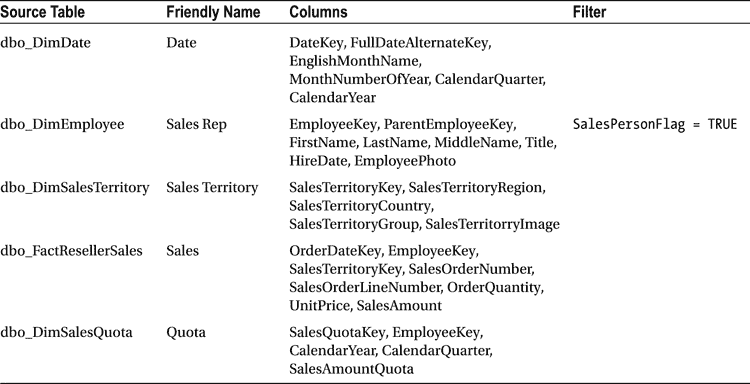 Source Table Friendly Name Columns Filter
dbo_DimDate Date DateKey, FullDateAlternateKey,
EnglishMonthName,
MonthNumberOfYear, CalendarQuarter,
CalendarYear
dbo_DimEmployee Sales Rep EmployeeKey, ParentEmployeeKey, SalesPersonFlag = TRUE
FirstName, LastName, MiddleName, Title,
HireDate, EmployeePhoto
dbo_DimSalesTerritory Sales Territory SalesTerritoryKey, SalesTerritoryRegion,
SalesTerritoryCountry,
SalesTerritoryGroup, SalesTerritorryImage
dbo_FactResellerSales Sales OrderDateKey, EmployeeKey,
SalesTerritoryKey, SalesOrderNumber,
SalesOrderLineNumber, OrderQuantity,
UnitPrice, SalesAmount
dbo_DimSalesQuota Quota SalesQuotaKey, EmployeeKey,
CalendarYear, CalendarQuarter,
SalesAmountQuota